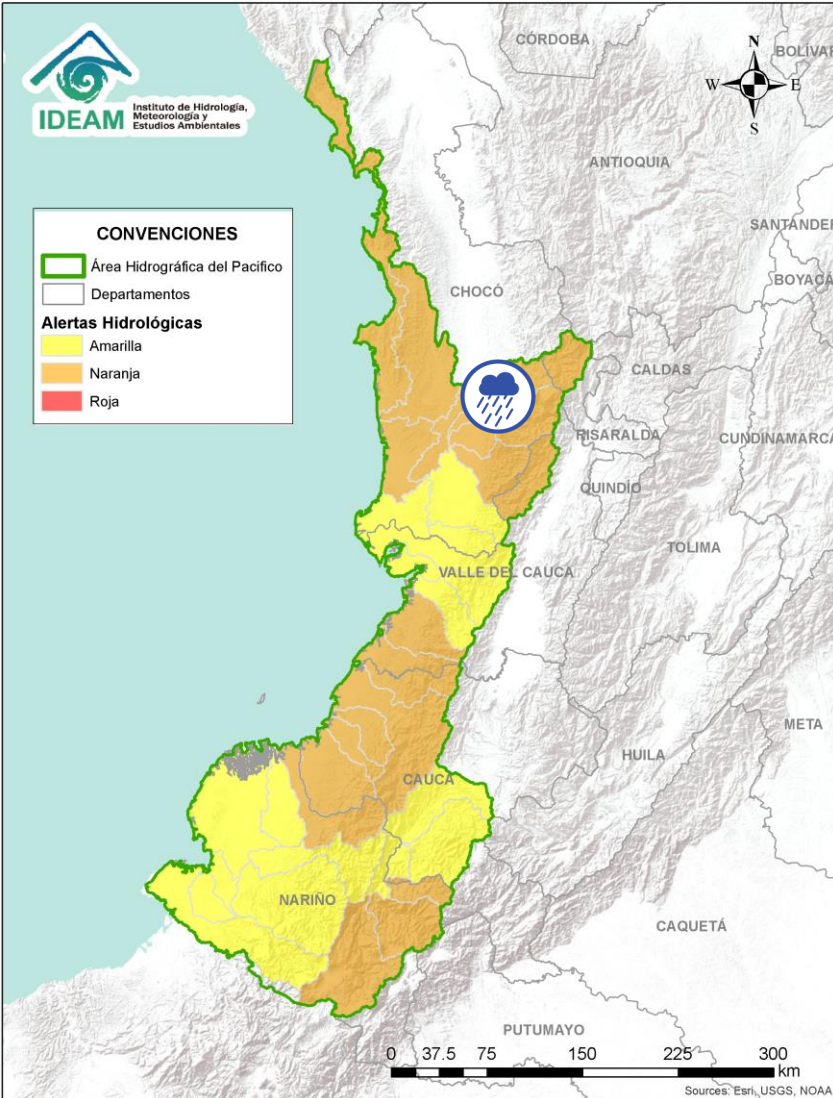 IDEAM
Instituto de Hidrología,
Meteorología y
Estudios Ambientales
CÓRDOBA
BOLÍVAR
N
W
E
S
ANTIOQUIA
SANTANDER
BOYACÁ
CHOCÓ
CONVENCIONES
Área Hidrográfica del Pacifico
Departamentos
Alertas Hidrológicas
Amarilla
Naranja
Roja
CALDAS
RISARALDA
CUNDINAMARCA
QUINDÍO
TOLIMA
VALLE DEL CAUCA
META
HUILA
CAUCA
NARIÑO
CAQUETÁ
PUTUMAYO
0 37.5 75 150 225 300
km
Sources: Esri, USGS, NOAA